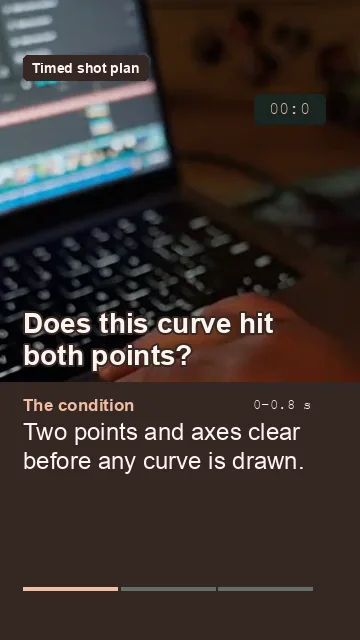 Timed shot plan
00:0
Does this curve hit
both points?
The condition
0–0.8 s
Two points and axes clear
before any curve is drawn.